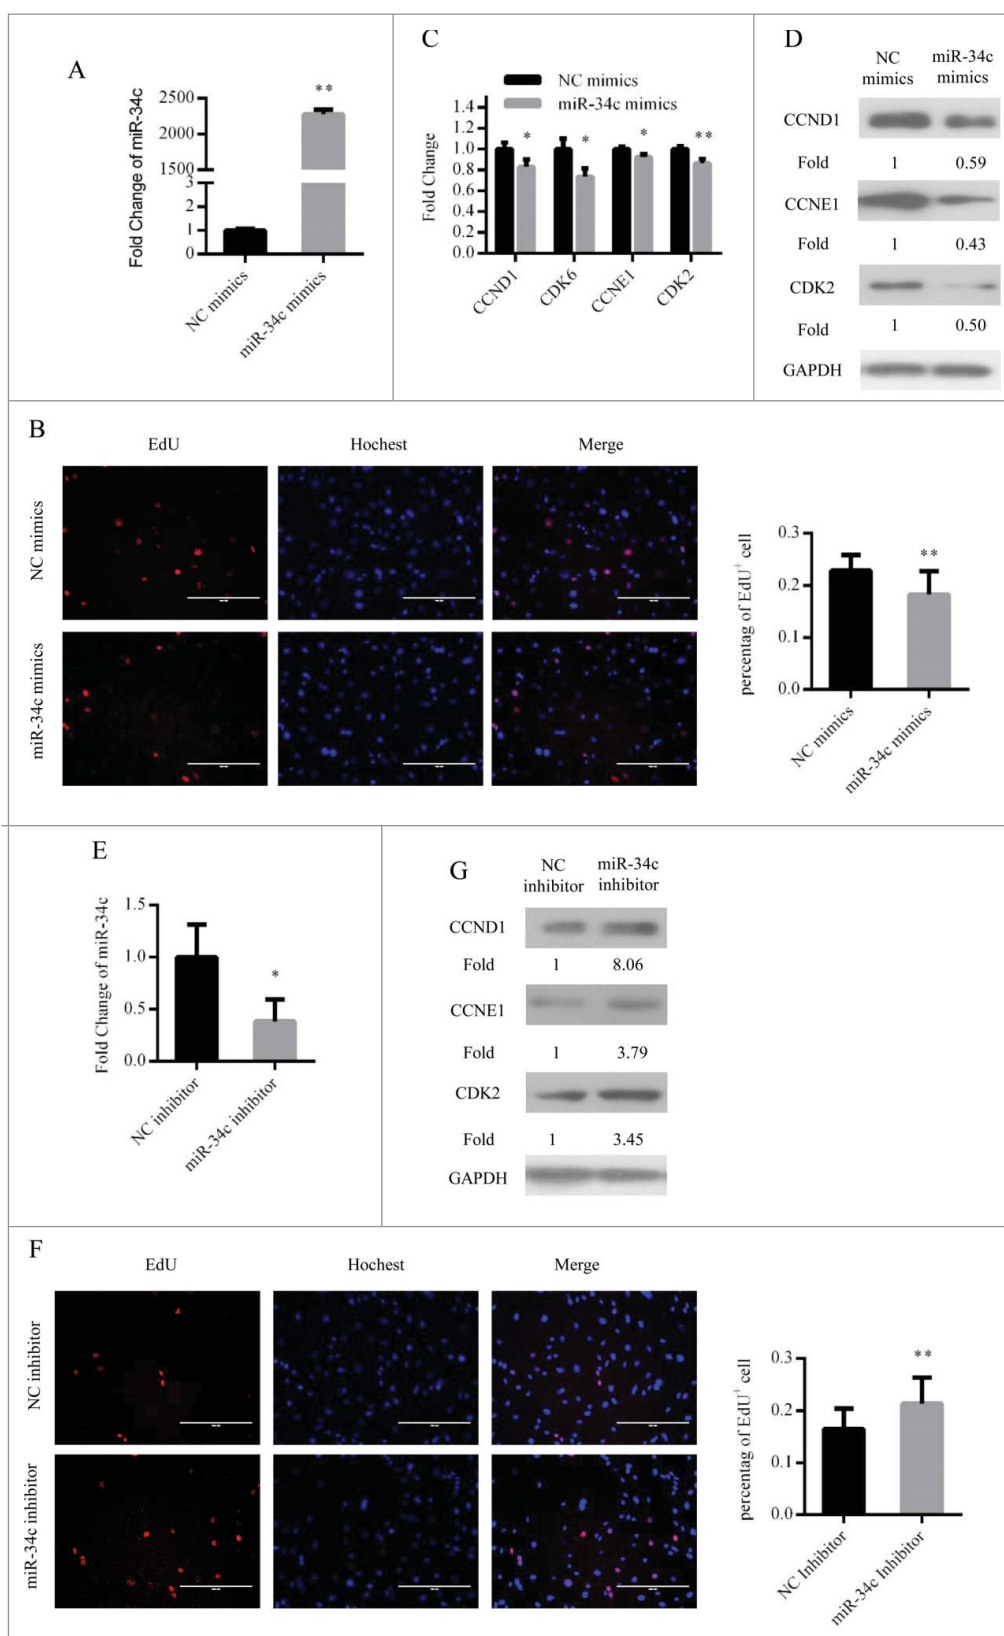 A
**
Fold Change of miR-34c
2500
2000
1500
3
2
1
0
NC mimics
miR-34c mimics
C
NC mimics
miR-34c mimics
Fold Change
1.4
1.2
1.0
0.8
0.6
0.4
0.2
0.0
*
*
*
**
CCND1
CDK6
CCNE1
CDK2
D
NC mimics
miR-34c mimics
CCND1
Fold 1 0.59
CCNE1
Fold 1 0.43
CDK2
Fold 1 0.50
GAPDH
B
EdU Hochest Merge
NC mimics
miR-34c mimics
percentag of EdU+ cell
0.3
0.2
0.1
0.0
**
NC mimics
miR-34c mimics
E
Fold Change of miR-34c
1.5
1.0
0.5
0.0
*
NC inhibitor
miR-34c inhibitor
G
NC inhibitor
miR-34c inhibitor
CCND1
Fold 1 8.06
CCNE1
Fold 1 3.79
CDK2
Fold 1 3.45
GAPDH
F
EdU Hochest Merge
NC inhibitor
miR-34c inhibitor
percentag of EdU+ cell
0.3
0.2
0.1
0.0
**
NC Inhibitor
miR-34c Inhibitor